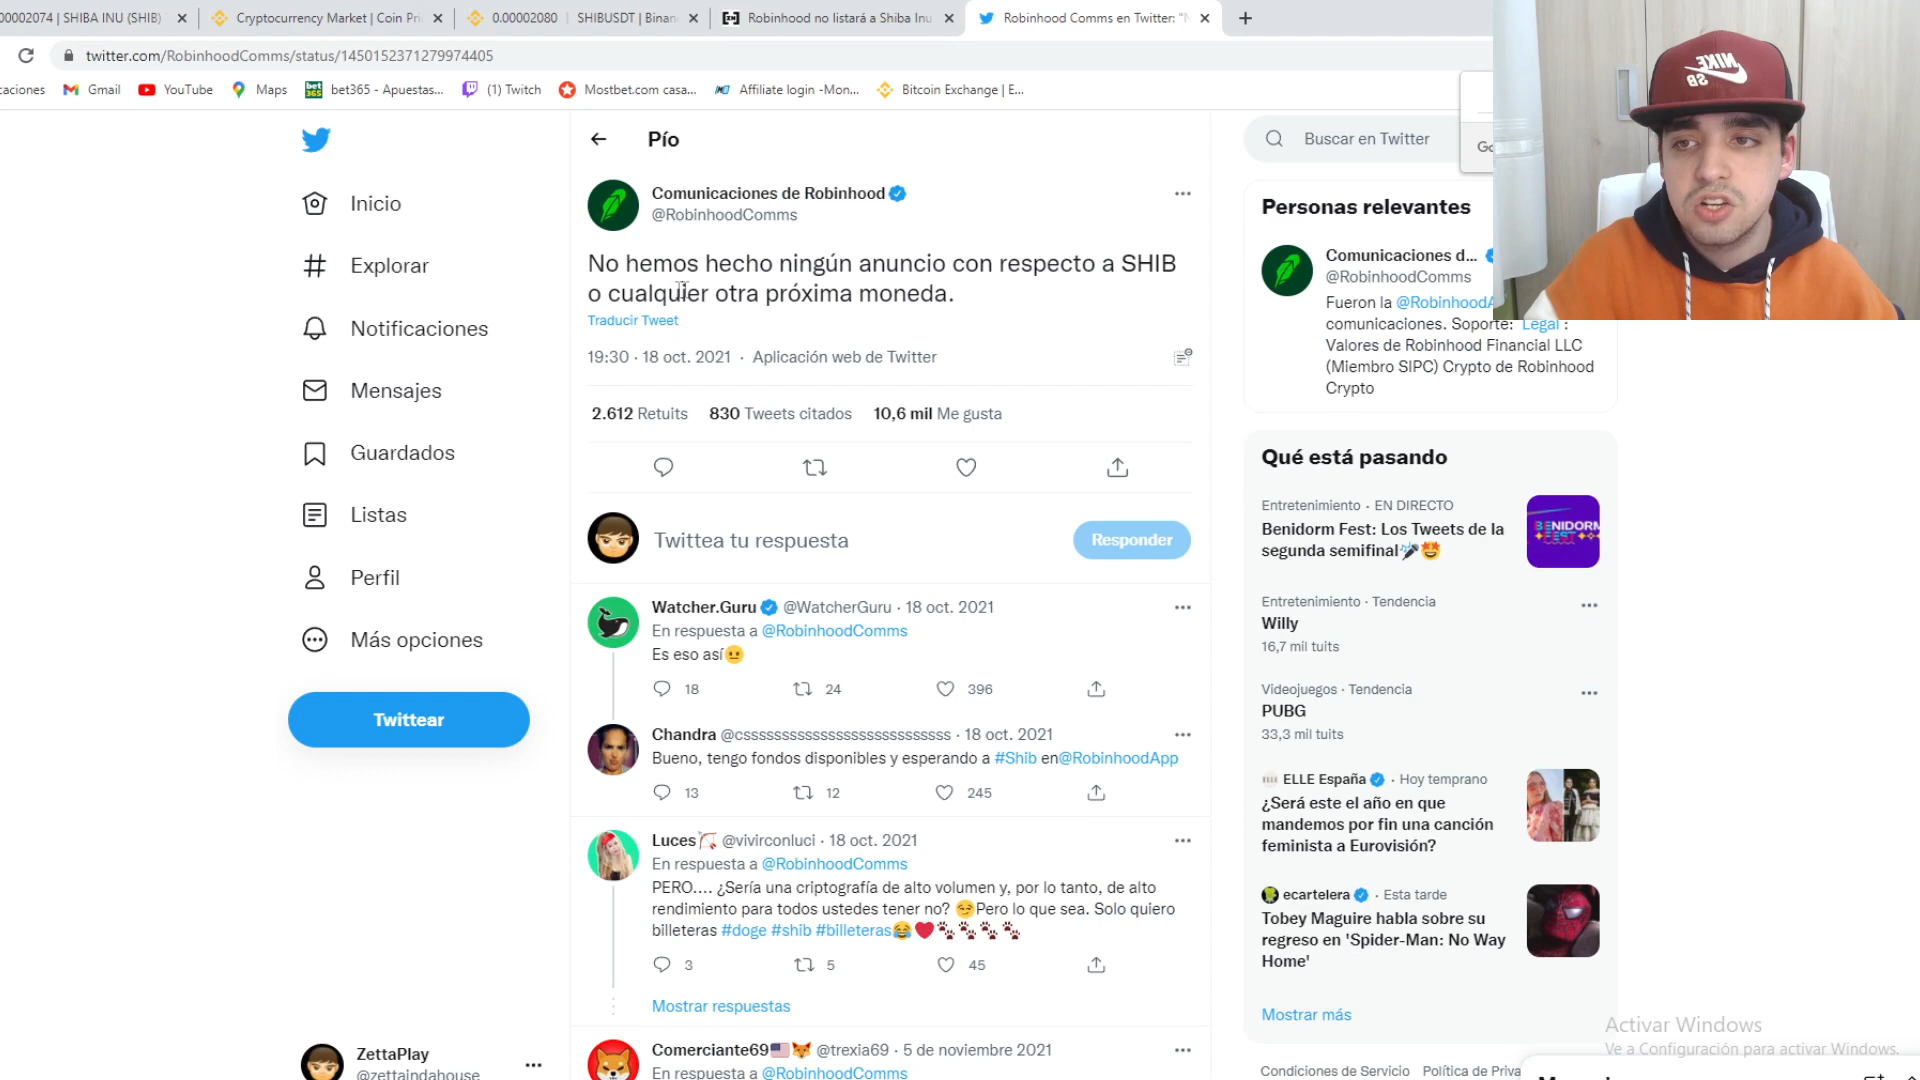 00002074 | SHIBA INU (SHIB)
Cryptocurrency Market | Coin Pri
0.00002080 | SHIBUSDT | Binan
Robinhood no listará a Shiba Inu
Robinhood Comms en Twitter: "N
twitter.com/RobinhoodComms/status/1450152371279974405
caciones
Gmail
YouTube
Maps
bet365 - Apuestas...
(1) Twitch
Mostbet.com casa...
Affiliate login -Mon...
Bitcoin Exchange | E...
Inicio
Explorar
Notificaciones
Mensajes
Guardados
Listas
Perfil
Más opciones
Twittear
ZettaPlay
@zettaindahouse
Pío
Comunicaciones de Robinhood
@RobinhoodComms
No hemos hecho ningún anuncio con respecto a SHIB
o cualquier otra próxima moneda.
Traducir Tweet
19:30 · 18 oct. 2021 · Aplicación web de Twitter
2.612 Retuits 830 Tweets citados 10,6 mil Me gusta
Twittea tu respuesta
Responder
Watcher.Guru @WatcherGuru · 18 oct. 2021
En respuesta a @RobinhoodComms
Es eso así😐
18 24 396
Chandra @csssssssssssssssssssssssssss · 18 oct. 2021
Bueno, tengo fondos disponibles y esperando a #Shib en@RobinhoodApp
13 12 245
Luces🏹 @vivirconluci · 18 oct. 2021
En respuesta a @RobinhoodComms
PERO.... ¿Sería una criptografía de alto volumen y, por lo tanto, de alto
rendimiento para todos ustedes tener no? 😏Pero lo que sea. Solo quiero
billeteras #doge #shib #billeteras😂❤️🐾🐾🐾🐾
3 5 45
Mostrar respuestas
Comerciante69🇺🇸🦊 @trexia69 · 5 de noviembre 2021
En respuesta a @RobinhoodComms
Buscar en Twitter
Personas relevantes
Comunicaciones d...
@RobinhoodComms
Fueron la @RobinhoodA
comunicaciones. Soporte: Legal :
Valores de Robinhood Financial LLC
(Miembro SIPC) Crypto de Robinhood
Crypto
Qué está pasando
Entretenimiento · EN DIRECTO
Benidorm Fest: Los Tweets de la
segunda semifinal🎤🤩
BENIDORM
FEST
Entretenimiento · Tendencia
Willy
16,7 mil tuits
Videojuegos · Tendencia
PUBG
33,3 mil tuits
ELLE España · Hoy temprano
¿Será este el año en que
mandemos por fin una canción
feminista a Eurovisión?
ecartelera · Esta tarde
Tobey Maguire habla sobre su
regreso en 'Spider-Man: No Way
Home'
Mostrar más
Condiciones de Servicio Política de Priva
Activar Windows
Ve a Configuración para activar Windows.
NIKE
SB